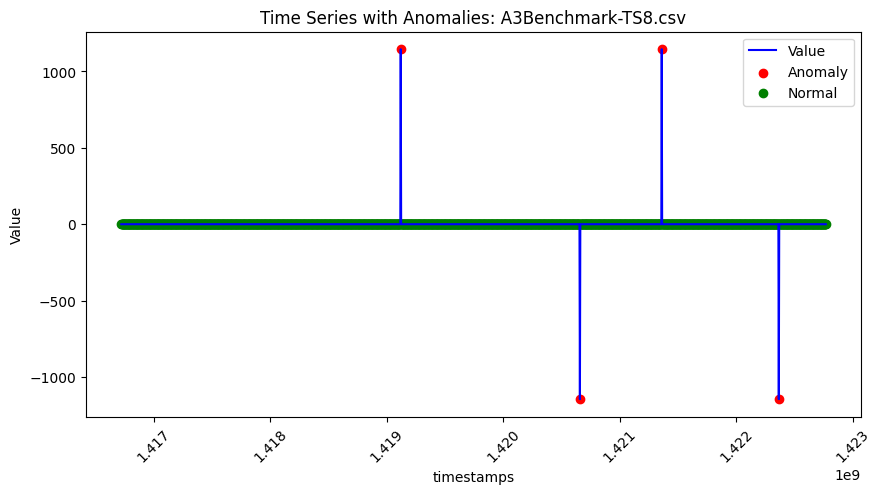 Time Series with Anomalies: A3Benchmark-TS8.csv
Value
Anomaly
Normal
1000
500
0
−500
−1000
Value
1.417
1.418
1.419
1.420
1.421
1.422
1.423
1e9
timestamps